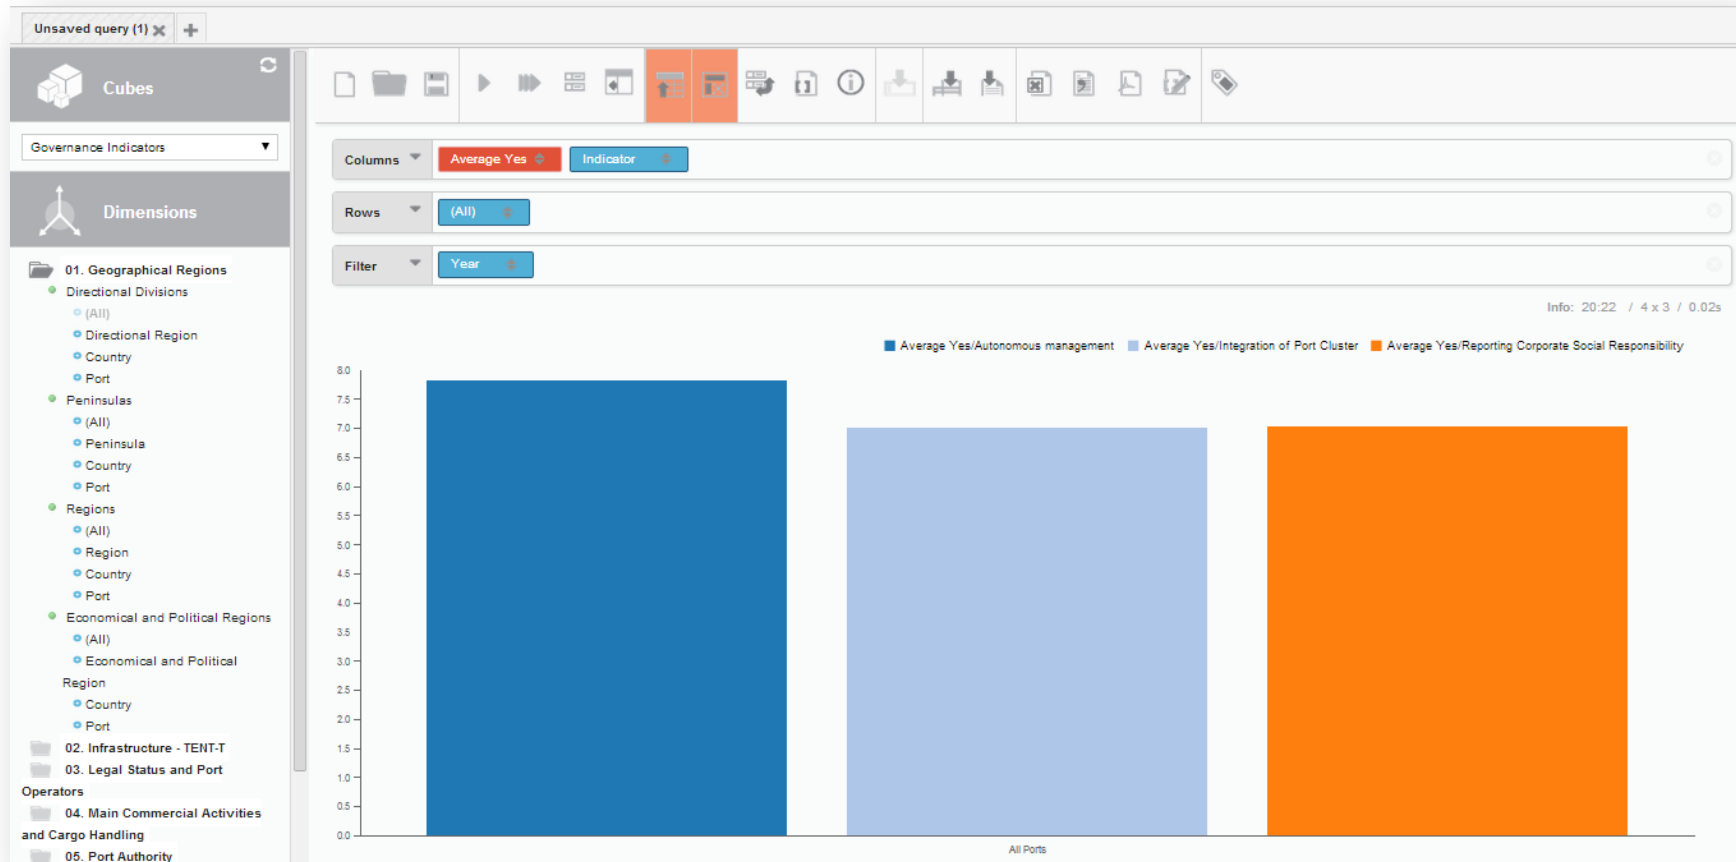 Unsaved query (1)
Cubes
Governance Indicators
Dimensions
01. Geographical Regions
Directional Divisions
(All)
Directional Region
Country
Port
Peninsulas
(All)
Peninsula
Country
Port
Regions
(All)
Region
Country
Port
Economical and Political Regions
(All)
Economical and Political
Region
Country
Port
02. Infrastructure - TENT-T
03. Legal Status and Port
Operators
04. Main Commercial Activities
and Cargo Handling
05. Port Authority
Columns Average Yes Indicator
Rows (All)
Filter Year
Info: 20:22 / 4 x 3 / 0.02s
Average Yes/Autonomous management Average Yes/Integration of Port Cluster Average Yes/Reporting Corporate Social Responsibility
8.0
7.5
7.0
6.5
6.0
5.5
5.0
4.5
4.0
3.5
3.0
2.5
2.0
1.5
1.0
0.5
0.0
All Ports